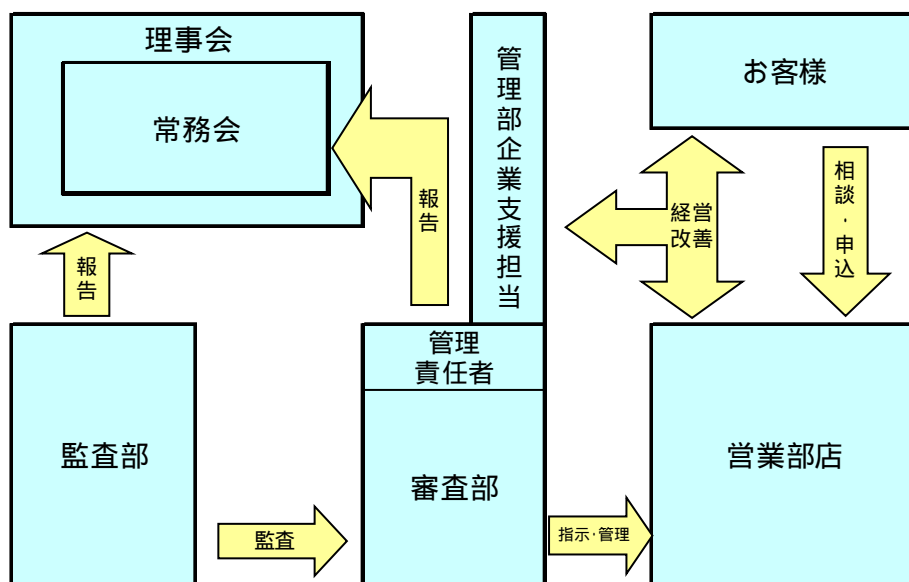 理事会
常務会
管理部企業支援担当
お客様
報告
経営
改善
相談・申込
報告
管理
責任者
監査部
審査部
営業部店
監査
指示・管理